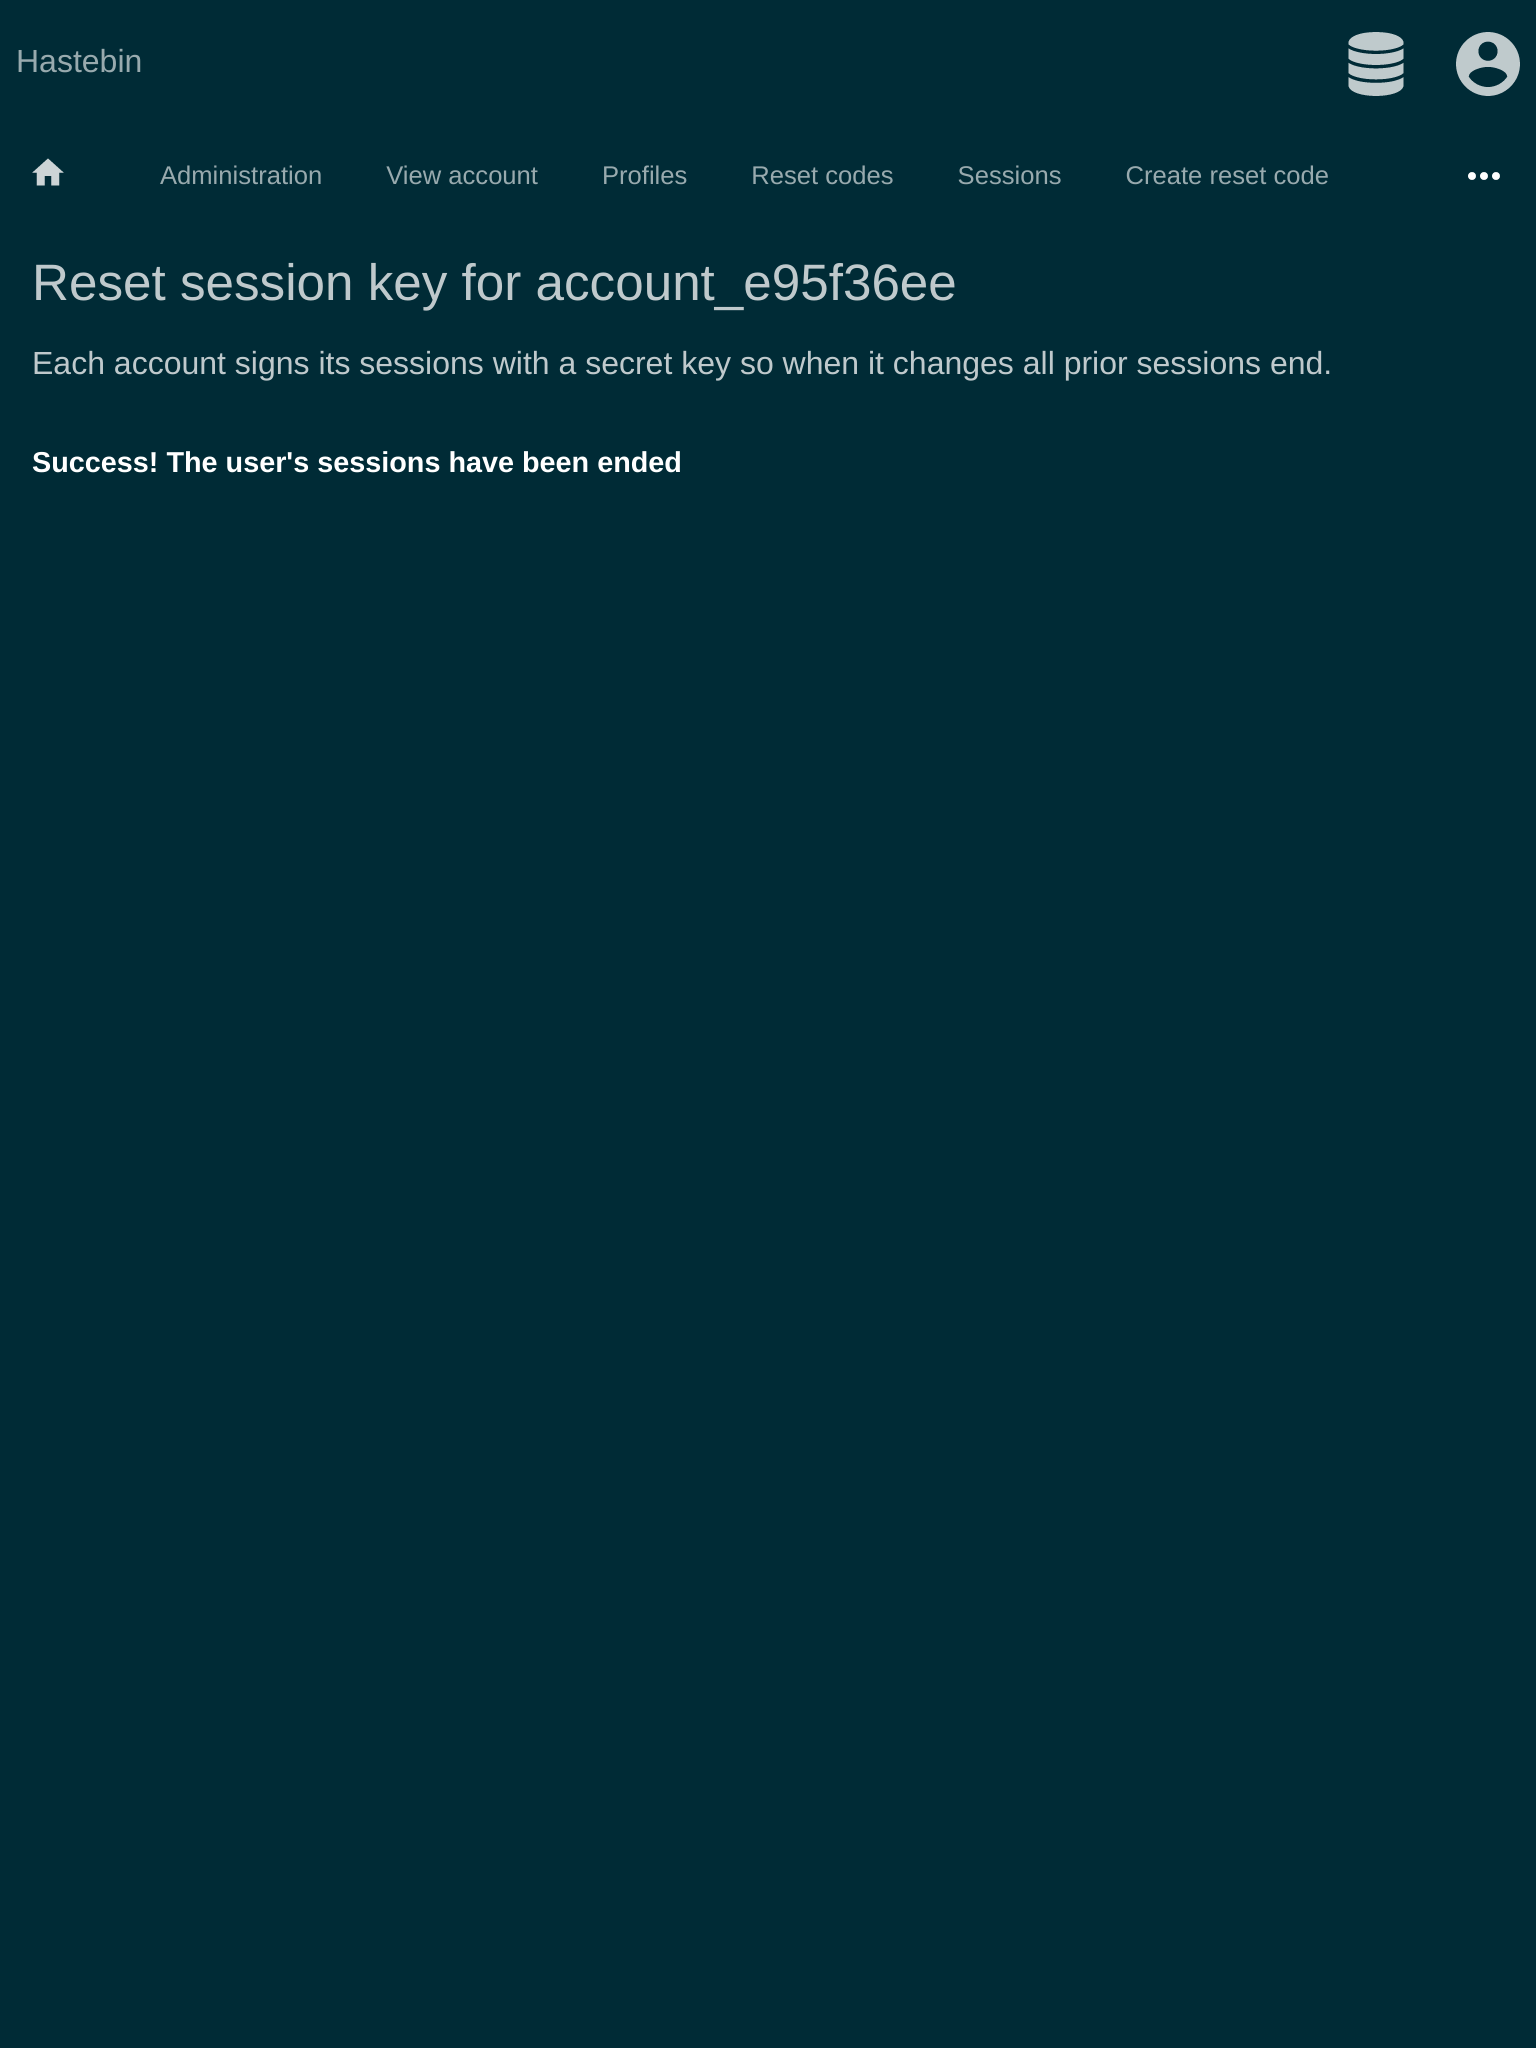 Hastebin
Administration View account Profiles Reset codes Sessions Create reset code
Reset session key for account_e95f36ee
Each account signs its sessions with a secret key so when it changes all prior sessions end.
Success! The user's sessions have been ended